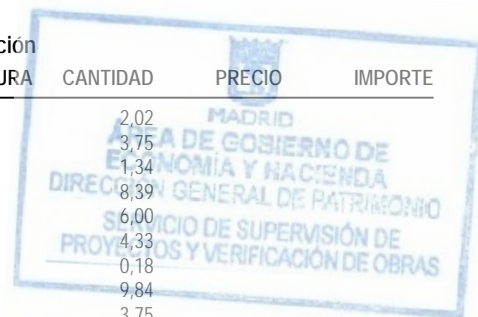 ción
URA CANTIDAD PRECIO IMPORTE
2,02
MADRID
3,75
ÁREA DE GOBIERNO DE
1,34
ECONOMÍA Y HACIENDA
8,39
DIRECCIÓN GENERAL DE PATRIMONIO
6,00
SERVICIO DE SUPERVISIÓN DE
4,33
PROYECTOS Y VERIFICACIÓN DE OBRAS
0,18
9,84
3,75